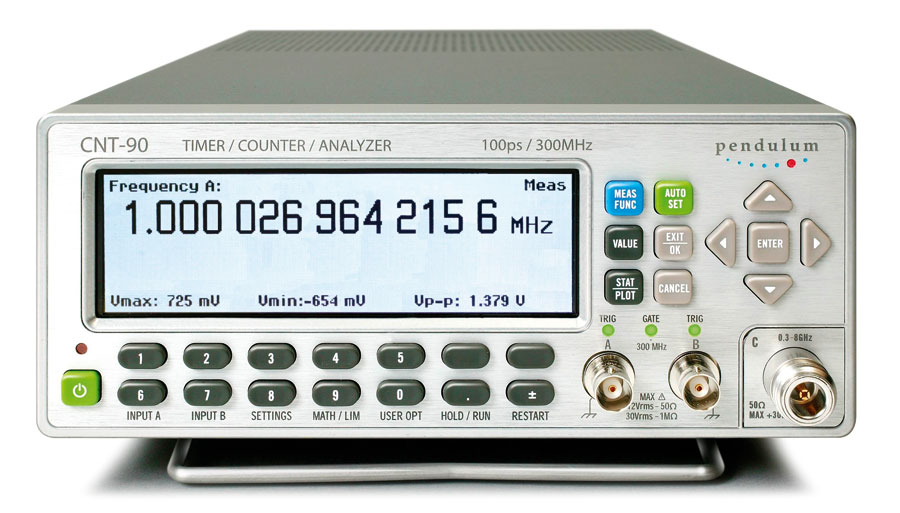 CNT-90 TIMER / COUNTER / ANALYZER 100ps / 300MHz pendulum
Frequency A: Meas
1.000 026 964 215 6 MHz
Vmax: 725 mV Vmin:-654 mV Vp-p: 1.379 V
MEAS FUNC
AUTO SET
VALUE
EXIT OK
STAT PLOT
CANCEL
ENTER
TRIG GATE TRIG
A 300 MHz B
MAX ⚠
12Vrms-50Ω
30Vrms-1MΩ
C 0.3-8GHz
50Ω
MAX
1 2 3 4 5
6 7 8 9 0 . ±
INPUT A INPUT B SETTINGS MATH / LIM USER OPT HOLD / RUN RESTART